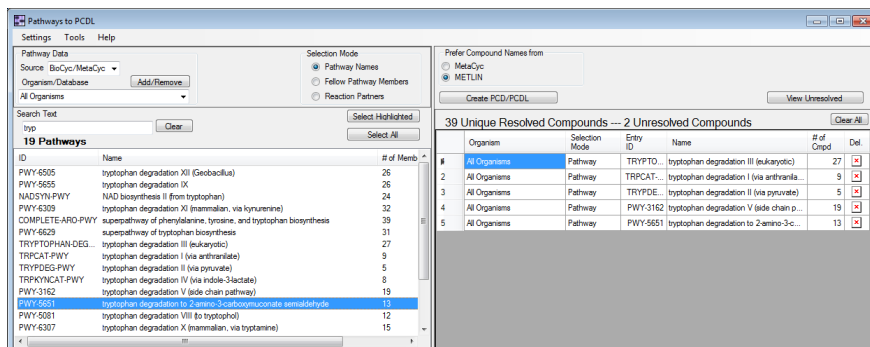 Pathways to PCDL
Settings Tools Help
Pathway Data
Source BioCyc/MetaCyc
Organism/Database Add/Remove
All Organisms
Selection Mode
Pathway Names
Fellow Pathway Members
Reaction Partners
Search Text
tryp Clear
Select Highlighted
Select All
19 Pathways
ID Name # of Memb
PWY-6505 tryptophan degradation XII (Geobacillus) 26
PWY-5655 tryptophan degradation IX 26
NADSYN-PWY NAD biosynthesis II (from tryptophan) 24
PWY-6309 tryptophan degradation XI (mammalian, via kynurenine) 32
COMPLETE-ARO-PWY superpathway of phenylalanine, tyrosine, and tryptophan biosynthesis 39
PWY-6629 superpathway of tryptophan biosynthesis 31
TRYPTOPHAN-DEG... tryptophan degradation III (eukaryotic) 27
TRPCAT-PWY tryptophan degradation I (via anthranilate) 9
TRYPDEG-PWY tryptophan degradation II (via pyruvate) 5
TRPKYNCAT-PWY tryptophan degradation IV (via indole-3-lactate) 8
PWY-3162 tryptophan degradation V (side chain pathway) 19
PWY-5651 tryptophan degradation to 2-amino-3-carboxymuconate semialdehyde 13
PWY-5081 tryptophan degradation VIII (to tryptophol) 12
PWY-6307 tryptophan degradation X (mammalian, via tryptamine) 15
Prefer Compound Names from
MetaCyc
METLIN
Create PCD/PCDL View Unresolved
39 Unique Resolved Compounds --- 2 Unresolved Compounds Clear All
Organism Selection Mode Entry ID Name # of Cmpd Del.
All Organisms Pathway TRYPTO... tryptophan degradation III (eukaryotic) 27
2 All Organisms Pathway TRPCAT-... tryptophan degradation I (via anthranila... 9
3 All Organisms Pathway TRYPDE... tryptophan degradation II (via pyruvate) 5
4 All Organisms Pathway PWY-3162 tryptophan degradation V (side chain p... 19
5 All Organisms Pathway PWY-5651 tryptophan degradation to 2-amino-3-c... 13